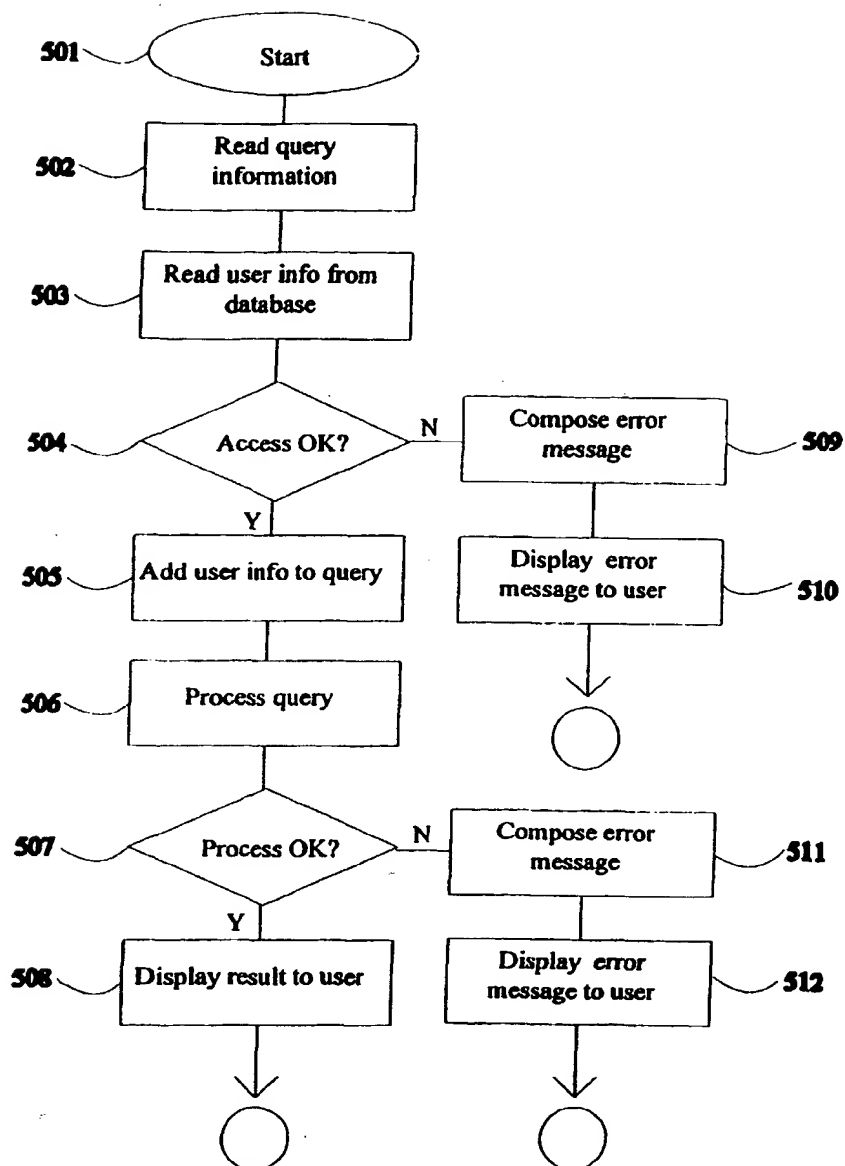 501
Start
502
Read query
information
503
Read user info from
database
504
Access OK?
N
Compose error
message
509
Y
505
Add user info to query
Display error
message to user
510
506
Process query
507
Process OK?
N
Compose error
message
511
Y
508
Display result to user
Display error
message to user
512